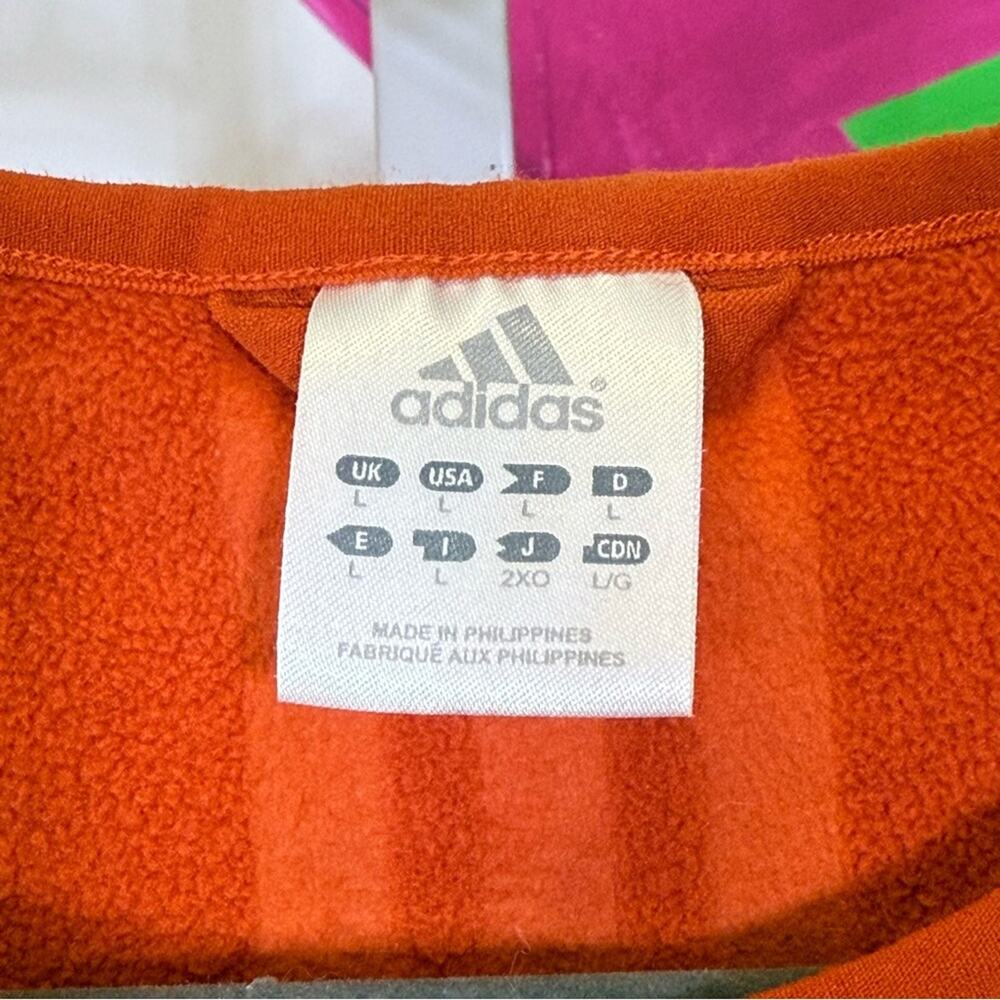 adidas®
UK USA F D
L L L L
E I J CDN
L L 2XO L/G
MADE IN PHILIPPINES
FABRIQUÉ AUX PHILIPPINES